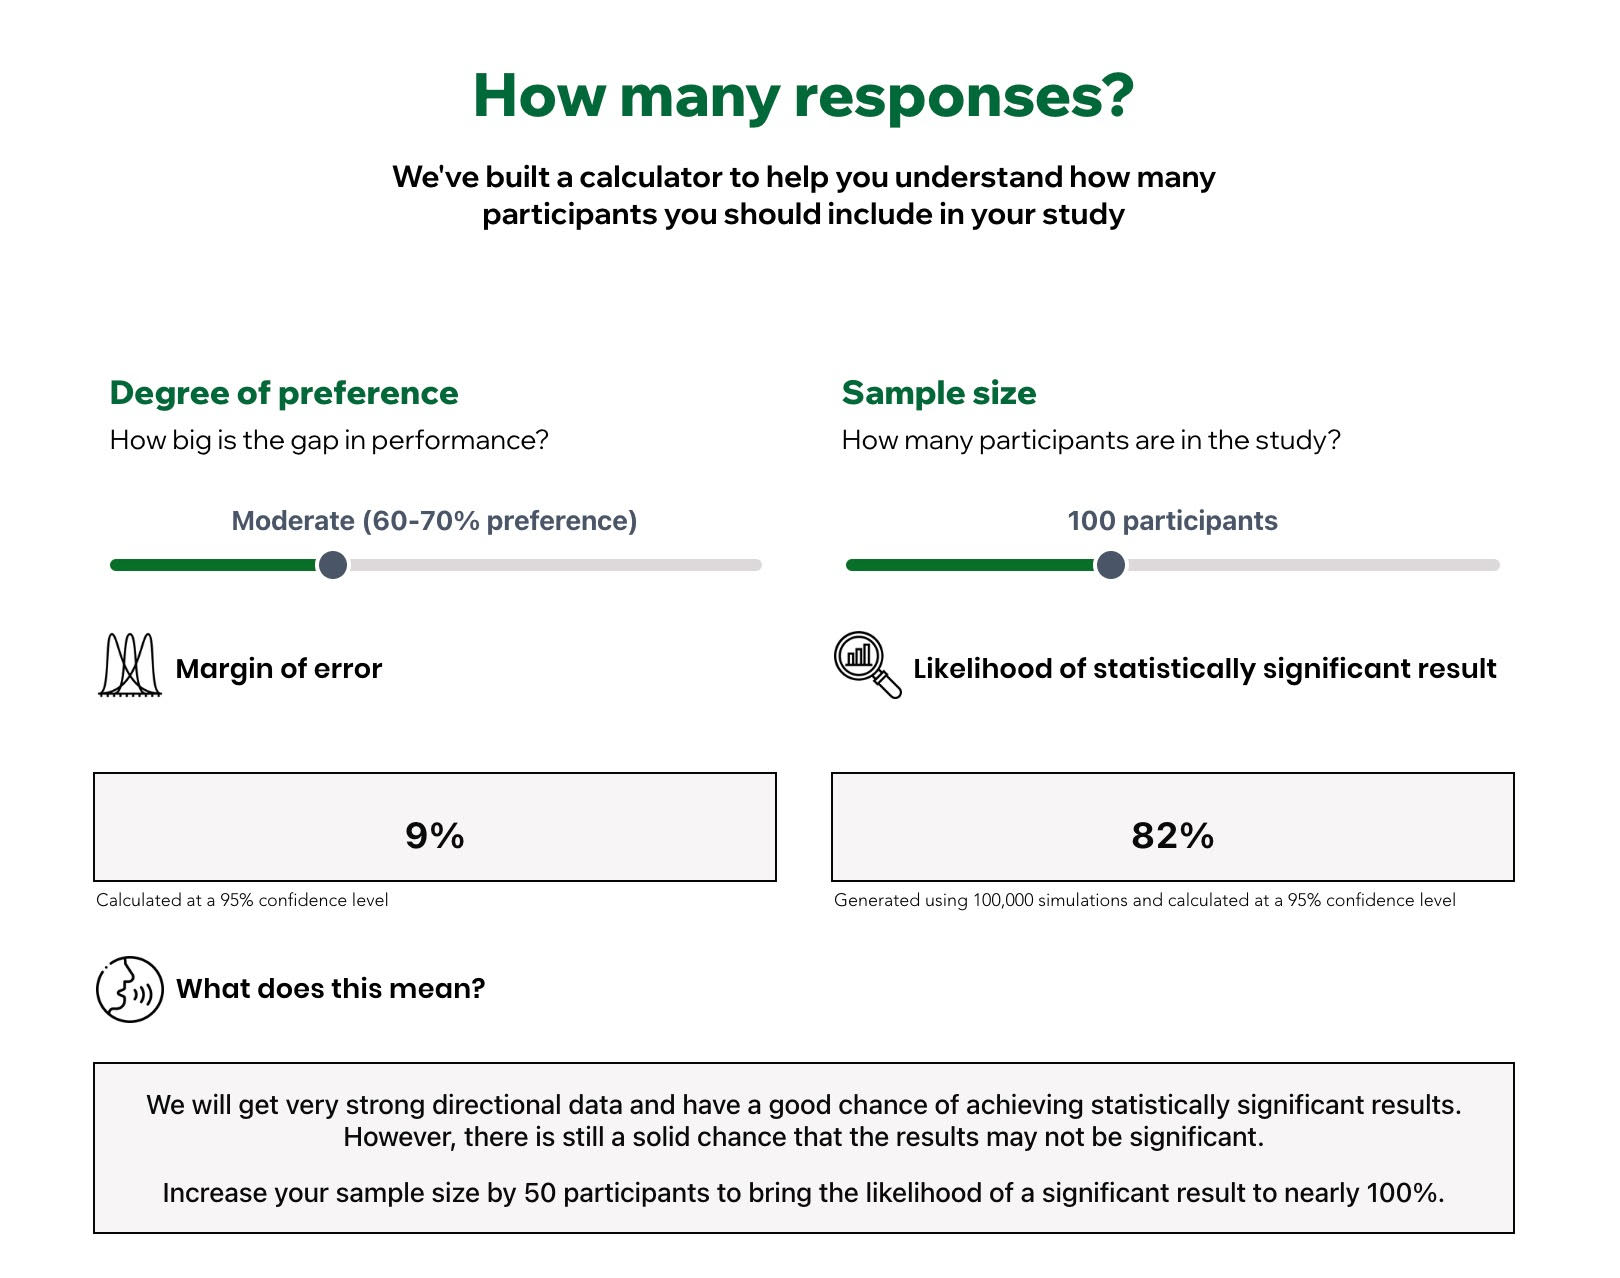 How many responses?
We've built a calculator to help you understand how many
participants you should include in your study
Degree of preference
How big is the gap in performance?
Moderate (60-70% preference)
Sample size
How many participants are in the study?
100 participants
Margin of error
9%
Calculated at a 95% confidence level
Likelihood of statistically significant result
82%
Generated using 100,000 simulations and calculated at a 95% confidence level
What does this mean?
We will get very strong directional data and have a good chance of achieving statistically significant results.
However, there is still a solid chance that the results may not be significant.
Increase your sample size by 50 participants to bring the likelihood of a significant result to nearly 100%.